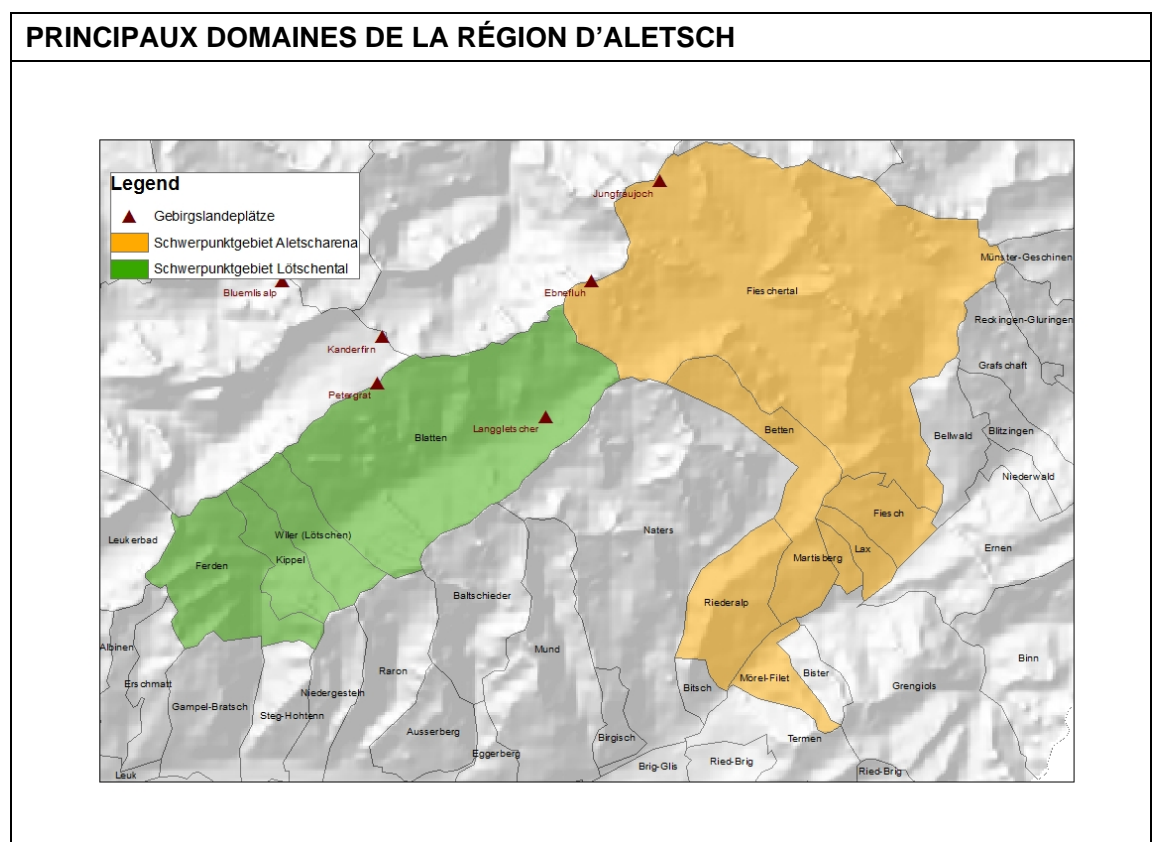 PRINCIPAUX DOMAINES DE LA RÉGION D'ALETSCH
Legend
Gebirgslandeplätze
Schwerpunktgebiet Aletscharena
Schwerpunktgebiet Lötschental
Jungfraujoch
Münster-Geschinen
Bluemlisalp
Ebnefluh
Fieschertal
Reckingen-Gluringen
Kanderfirn
Grafschaft
Petergrat
Langgletscher
Blatten
Betten
Bellwald
Blitzingen
Niederwald
Fiesch
Leukerbad
Wiler (Lötschen)
Naters
Ernen
Kippel
Martisberg
Lax
Ferden
Baltschieder
Riederalp
Albinen
Mund
Binn
Erschmatt
Raron
Niedergesteln
Bitsch
Mörel-Filet
Bister
Grengiols
Gampel-Bratsch
Steg-Hohtenn
Ausserberg
Birgisch
Termen
Eggerberg
Brig-Glis
Ried-Brig
Ried-Brig
Leuk